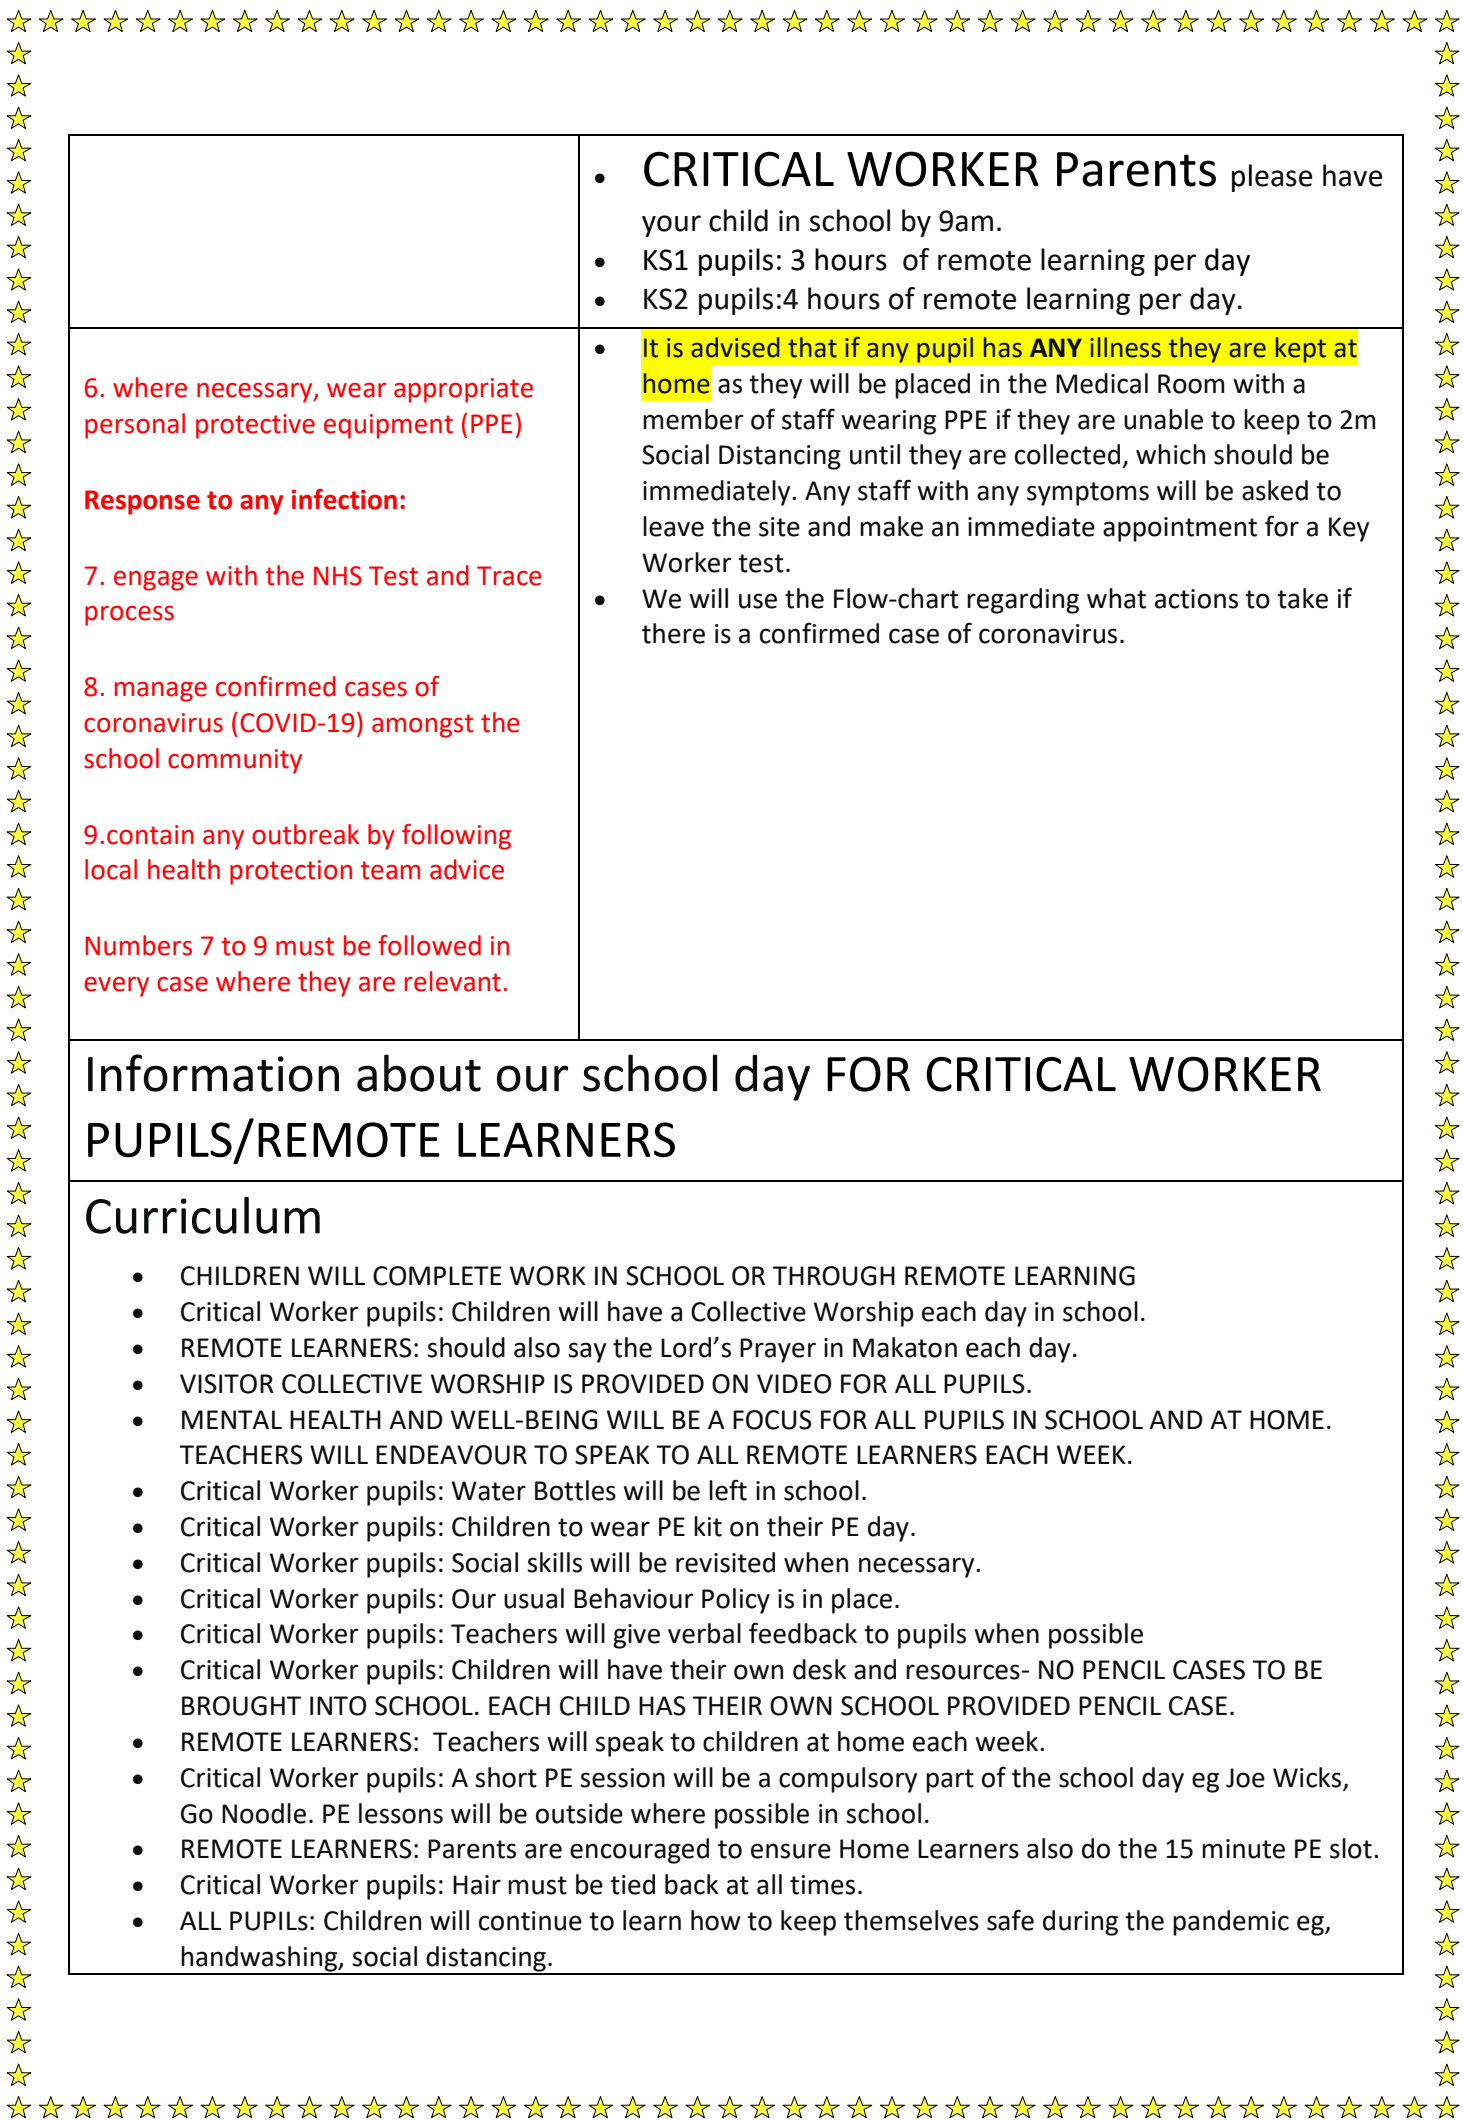 • CRITICAL WORKER Parents please have
your child in school by 9am.
• KS1 pupils: 3 hours  of remote learning per day
• KS2 pupils:4 hours of remote learning per day.
6. where necessary, wear appropriate
personal protective equipment (PPE)
Response to any infection:
7. engage with the NHS Test and Trace
process
8. manage confirmed cases of
coronavirus (COVID-19) amongst the
school community
9.contain any outbreak by following
local health protection team advice
Numbers 7 to 9 must be followed in
every case where they are relevant.
• It is advised that if any pupil has ANY illness they are kept at
home as they will be placed in the Medical Room with a
member of staff wearing PPE if they are unable to keep to 2m
Social Distancing until they are collected, which should be
immediately. Any staff with any symptoms will be asked to
leave the site and make an immediate appointment for a Key
Worker test.
• We will use the Flow-chart regarding what actions to take if
there is a confirmed case of coronavirus.
Information about our school day FOR CRITICAL WORKER
PUPILS/REMOTE LEARNERS
Curriculum
• CHILDREN WILL COMPLETE WORK IN SCHOOL OR THROUGH REMOTE LEARNING
• Critical Worker pupils: Children will have a Collective Worship each day in school.
• REMOTE LEARNERS: should also say the Lord’s Prayer in Makaton each day.
• VISITOR COLLECTIVE WORSHIP IS PROVIDED ON VIDEO FOR ALL PUPILS.
• MENTAL HEALTH AND WELL-BEING WILL BE A FOCUS FOR ALL PUPILS IN SCHOOL AND AT HOME.
TEACHERS WILL ENDEAVOUR TO SPEAK TO ALL REMOTE LEARNERS EACH WEEK.
• Critical Worker pupils: Water Bottles will be left in school.
• Critical Worker pupils: Children to wear PE kit on their PE day.
• Critical Worker pupils: Social skills will be revisited when necessary.
• Critical Worker pupils: Our usual Behaviour Policy is in place.
• Critical Worker pupils: Teachers will give verbal feedback to pupils when possible
• Critical Worker pupils: Children will have their own desk and resources- NO PENCIL CASES TO BE
BROUGHT INTO SCHOOL. EACH CHILD HAS THEIR OWN SCHOOL PROVIDED PENCIL CASE.
• REMOTE LEARNERS:  Teachers will speak to children at home each week.
• Critical Worker pupils: A short PE session will be a compulsory part of the school day eg Joe Wicks,
Go Noodle. PE lessons will be outside where possible in school.
• REMOTE LEARNERS: Parents are encouraged to ensure Home Learners also do the 15 minute PE slot.
• Critical Worker pupils: Hair must be tied back at all times.
• ALL PUPILs: Children will continue to learn how to keep themselves safe during the pandemic eg,
handwashing, social distancing.